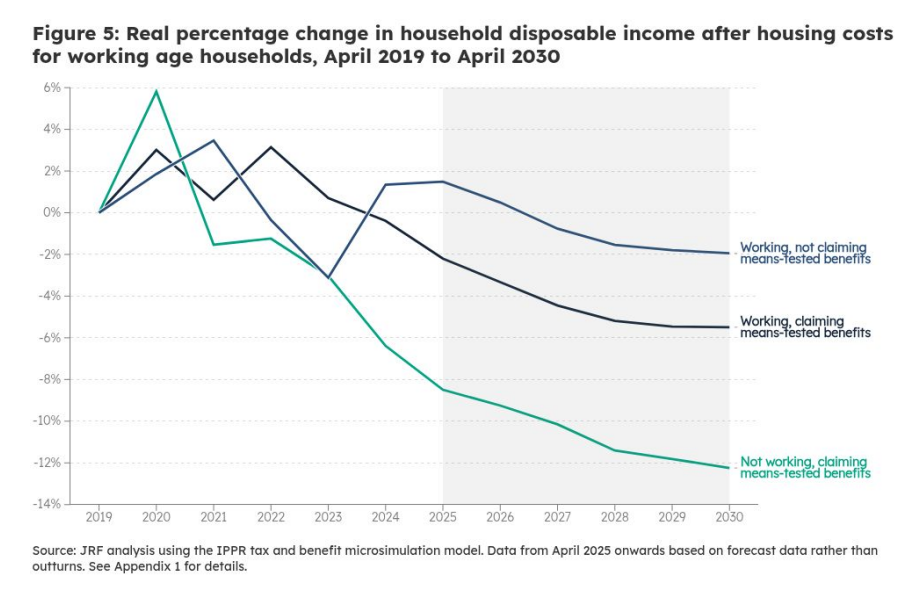 Figure 5: Real percentage change in household disposable income after housing costs
for working age households, April 2019 to April 2030
6%
4%
2%
0%
-2%
-4%
-6%
-8%
-10%
-12%
-14%
Working, not claiming
means-tested benefits
Working, claiming
means-tested benefits
Not working, claiming
means-tested benefits
2019 2020 2021 2022 2023 2024 2025 2026 2027 2028 2029 2030
Source: JRF analysis using the IPPR tax and benefit microsimulation model. Data from April 2025 onwards based on forecast data rather than
outturns. See Appendix 1 for details.